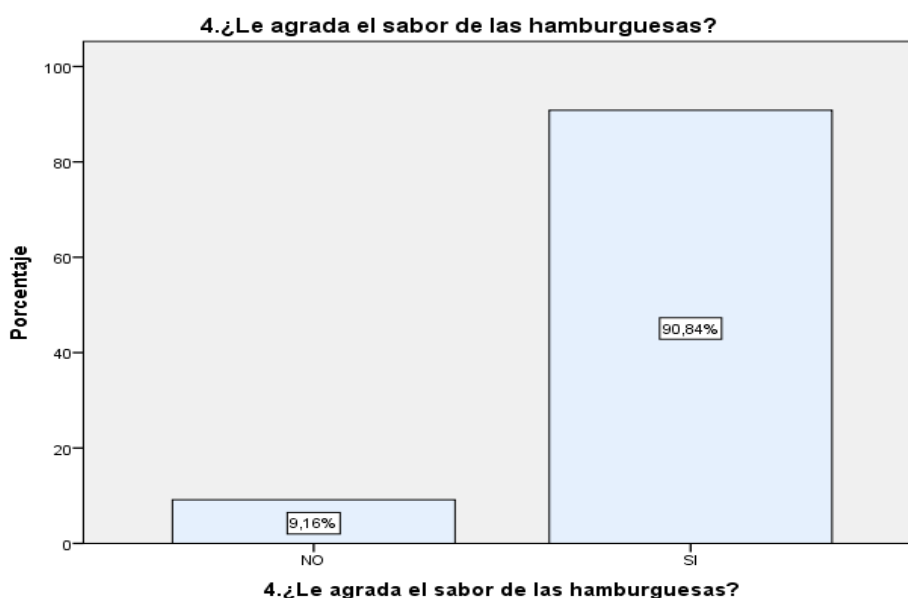 4.¿Le agrada el sabor de las hamburguesas?
100
80
60
40
20
0
Porcentaje
9,16%
90,84%
NO
SI
4.¿Le agrada el sabor de las hamburguesas?